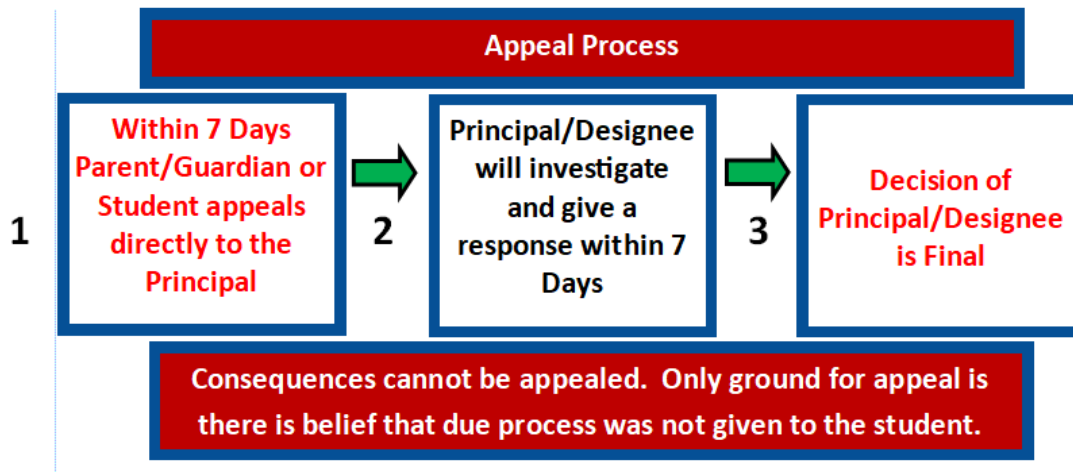 Appeal Process
1
Within 7 Days
Parent/Guardian or
Student appeals
directly to the
Principal
2
Principal/Designee
will investigate
and give a
response within 7
Days
3
Decision of
Principal/Designee
is Final
Consequences cannot be appealed.  Only ground for appeal is
there is belief that due process was not given to the student.